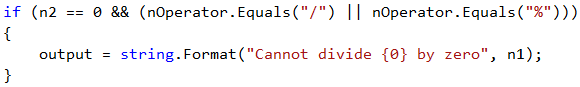 if (n2 == 0 && (nOperator.Equals("/") || nOperator.Equals("%")))
{
    output = string.Format("Cannot divide {0} by zero", n1);
}